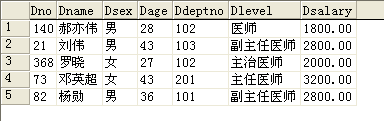 Dno Dname Dsex Dage Ddeptno Dlevel Dsalary
1 140 郝亦伟 男 28 102 医师 1800.00
2 21 刘伟 男 43 103 副主任医师 2800.00
3 368 罗晓 女 27 102 主治医师 2000.00
4 73 邓英超 女 43 201 主任医师 3200.00
5 82 杨勋 男 36 101 副主任医师 2800.00